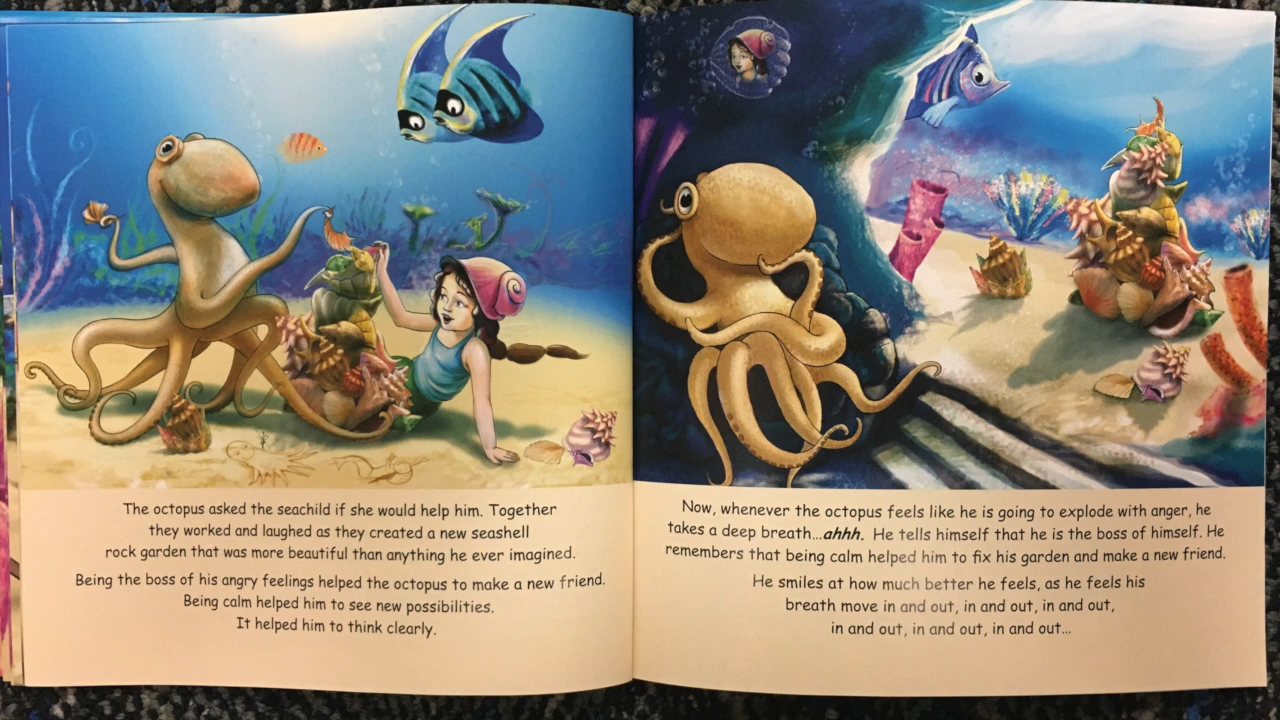 The octopus asked the seachild if she would help him. Together
they worked and laughed as they created a new seashell
rock garden that was more beautiful than anything he ever imagined.
Being the boss of his angry feelings helped the octopus to make a new friend.
Being calm helped him to see new possibilities.
It helped him to think clearly.
Now, whenever the octopus feels like he is going to explode with anger, he
takes a deep breath...ahhh. He tells himself that he is the boss of himself. He
remembers that being calm helped him to fix his garden and make a new friend.
He smiles at how much better he feels, as he feels his
breath move in and out, in and out, in and out,
in and out, in and out, in and out...